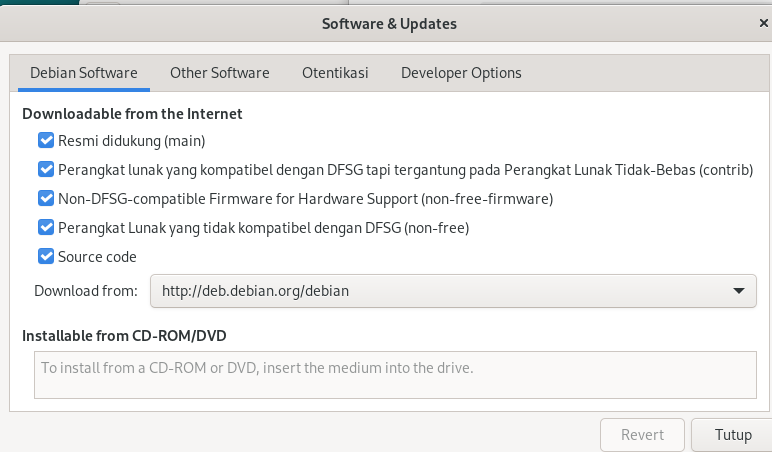 Software & Updates
Debian Software Other Software Otentikasi Developer Options
Downloadable from the Internet
Resmi didukung (main)
Perangkat lunak yang kompatibel dengan DFSG tapi tergantung pada Perangkat Lunak Tidak-Bebas (contrib)
Non-DFSG-compatible Firmware for Hardware Support (non-free-firmware)
Perangkat Lunak yang tidak kompatibel dengan DFSG (non-free)
Source code
Download from: http://deb.debian.org/debian
Installable from CD-ROM/DVD
To install from a CD-ROM or DVD, insert the medium into the drive.
Revert Tutup